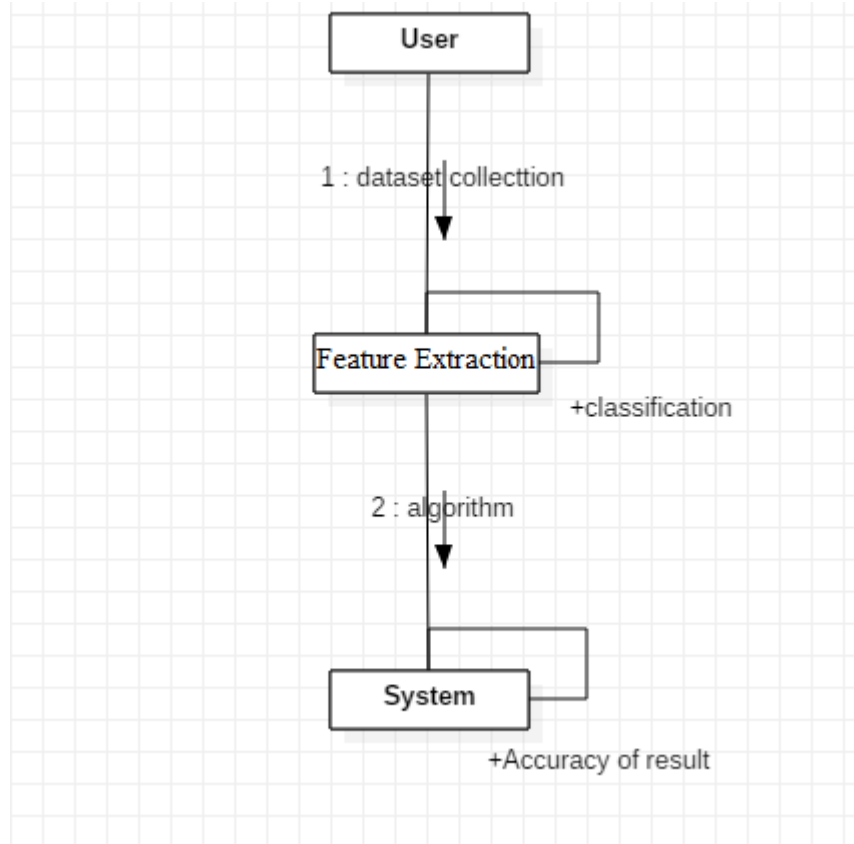 User
1 : dataset collecttion
Feature Extraction
+classification
2 : algorithm
System
+Accuracy of result